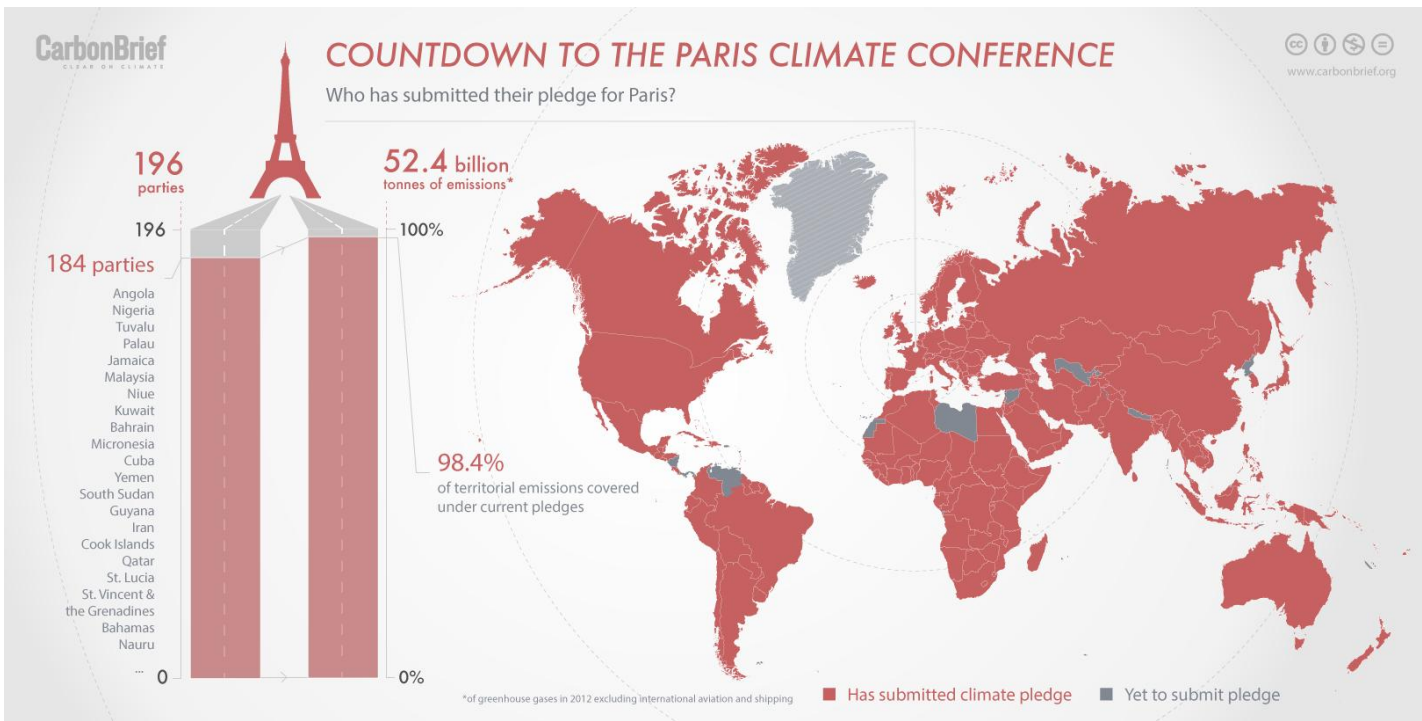 CarbonBrief
CLEAR ON CLIMATE
COUNTDOWN TO THE PARIS CLIMATE CONFERENCE
Who has submitted their pledge for Paris?
www.carbonbrief.org
196
parties
52.4 billion
tonnes of emissions*
196
100%
184 parties
Angola
Nigeria
Tuvalu
Palau
Jamaica
Malaysia
Niue
Kuwait
Bahrain
Micronesia
Cuba
Yemen
South Sudan
Guyana
Iran
Cook Islands
Qatar
St. Lucia
St. Vincent &
the Grenadines
Bahamas
Nauru
...
0
0%
98.4%
of territorial emissions covered
under current pledges
*of greenhouse gases in 2012 excluding international aviation and shipping
Has submitted climate pledge
Yet to submit pledge